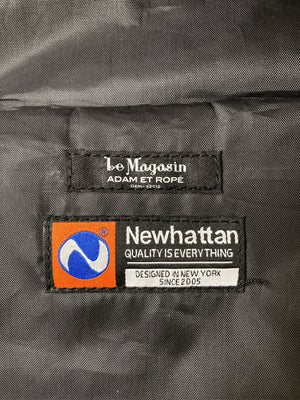 Le Magasin
ADAM ET ROPÉ
®
Newhattan
QUALITY IS EVERYTHING
DESIGNED IN NEW YORK
SINCE 2005